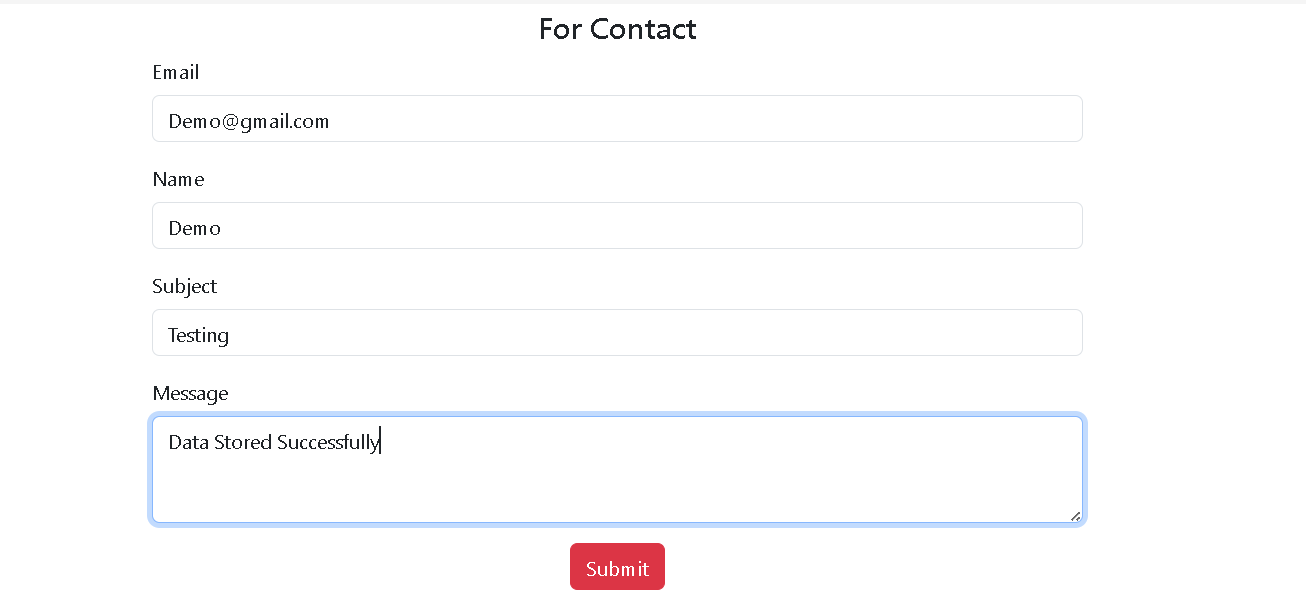 For Contact
Email
Demo@gmail.com
Name
Demo
Subject
Testing
Message
Data Stored Successfully
Submit